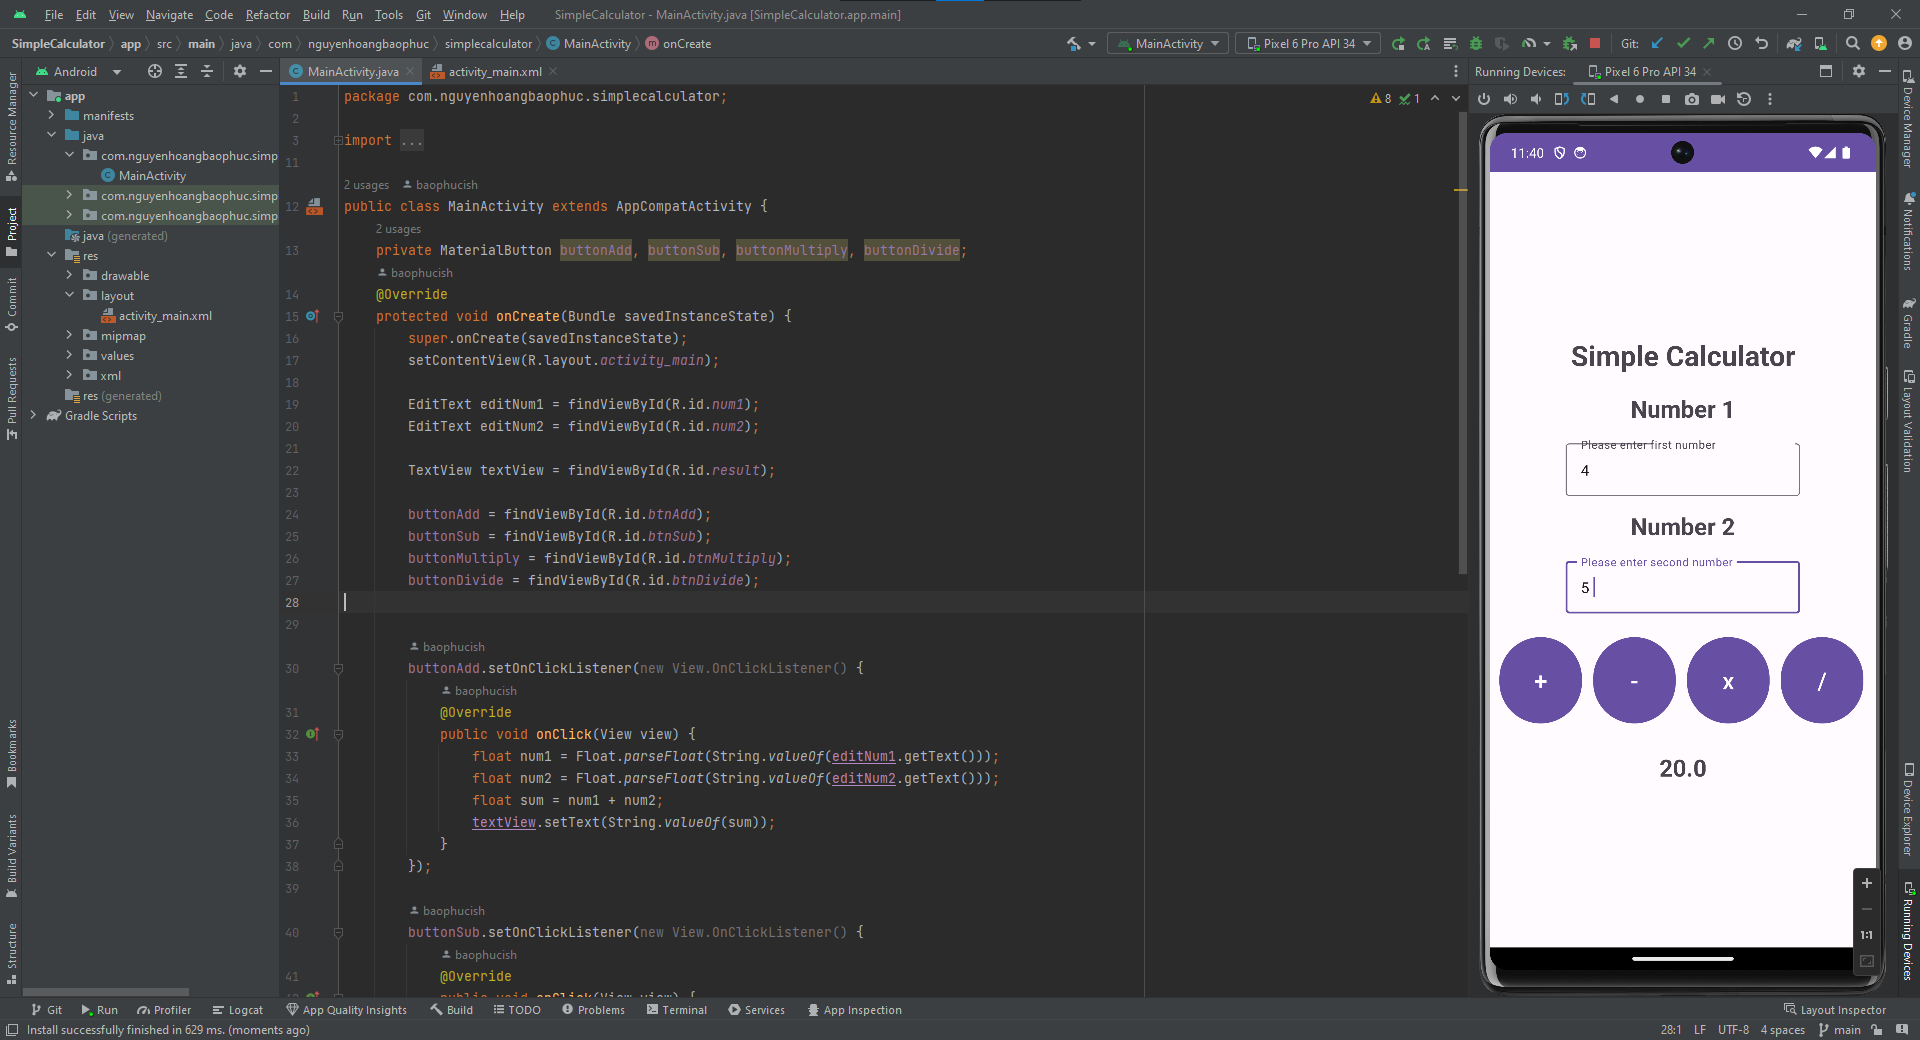 File Edit View Navigate Code Refactor Build Run Tools Git Window Help SimpleCalculator - MainActivity.java [SimpleCalculator.app.main]
SimpleCalculator app src main java com nguyenhoangbaophuc simplecalculator MainActivity onCreate MainActivity Pixel 6 Pro API 34 Git:
Android
MainActivity.java activity_main.xml
Running Devices: Pixel 6 Pro API 34
Resource Manager
Project
Commit
Pull Requests
Bookmarks
Build Variants
Structure
app
manifests
java
com.nguyenhoangbaophuc.simp
MainActivity
com.nguyenhoangbaophuc.simp
com.nguyenhoangbaophuc.simp
java (generated)
res
drawable
layout
activity_main.xml
mipmap
values
xml
res (generated)
Gradle Scripts
8 1
1 package com.nguyenhoangbaophuc.simplecalculator;
2
3 import ...
11
2 usages baophucish
12 public class MainActivity extends AppCompatActivity {
2 usages
13 private MaterialButton buttonAdd, buttonSub, buttonMultiply, buttonDivide;
baophucish
14 @Override
15 protected void onCreate(Bundle savedInstanceState) {
16 super.onCreate(savedInstanceState);
17 setContentView(R.layout.activity_main);
18
19 EditText editNum1 = findViewById(R.id.num1);
20 EditText editNum2 = findViewById(R.id.num2);
21
22 TextView textView = findViewById(R.id.result);
23
24 buttonAdd = findViewById(R.id.btnAdd);
25 buttonSub = findViewById(R.id.btnSub);
26 buttonMultiply = findViewById(R.id.btnMultiply);
27 buttonDivide = findViewById(R.id.btnDivide);
28
29
baophucish
30 buttonAdd.setOnClickListener(new View.OnClickListener() {
baophucish
31 @Override
32 public void onClick(View view) {
33 float num1 = Float.parseFloat(String.valueOf(editNum1.getText()));
34 float num2 = Float.parseFloat(String.valueOf(editNum2.getText()));
35 float sum = num1 + num2;
36 textView.setText(String.valueOf(sum));
37 }
38 });
39
baophucish
40 buttonSub.setOnClickListener(new View.OnClickListener() {
baophucish
41 @Override
public void onClick(View view) {
11:40
Simple Calculator
Number 1
Please enter first number
4
Number 2
Please enter second number
5
+ - x /
20.0
1:1
Device Manager
Notifications
Gradle
Layout Validation
Device Explorer
Running Devices
Git Run Profiler Logcat App Quality Insights Build TODO Problems Terminal Services App Inspection Layout Inspector
Install successfully finished in 629 ms. (moments ago) 28:1 LF UTF-8 4 spaces main